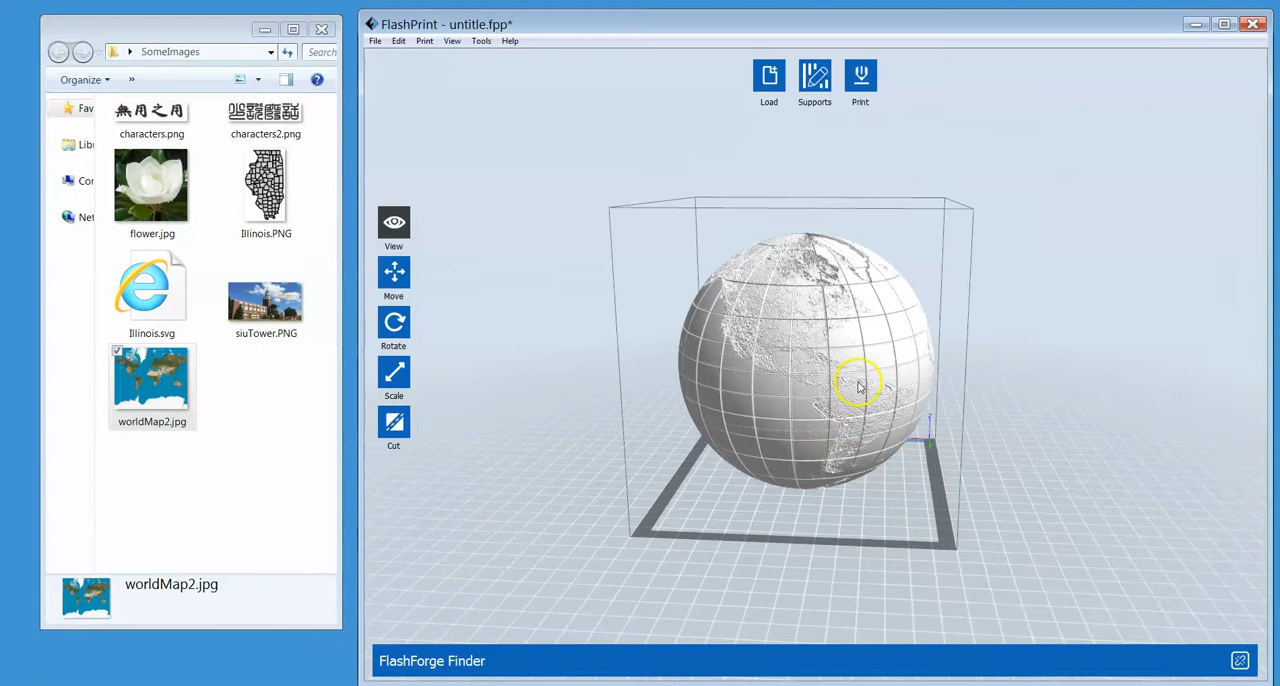 SomeImages
Search
Organize
»
Fav
Libr
Cor
Net
無用之用
characters.png
characters2.png
flower.jpg
Illinois.PNG
Illinois.svg
siuTower.PNG
worldMap2.jpg
worldMap2.jpg
FlashPrint - untitle.fpp*
File Edit Print View Tools Help
Load Supports Print
View
Move
Rotate
Scale
Cut
FlashForge Finder